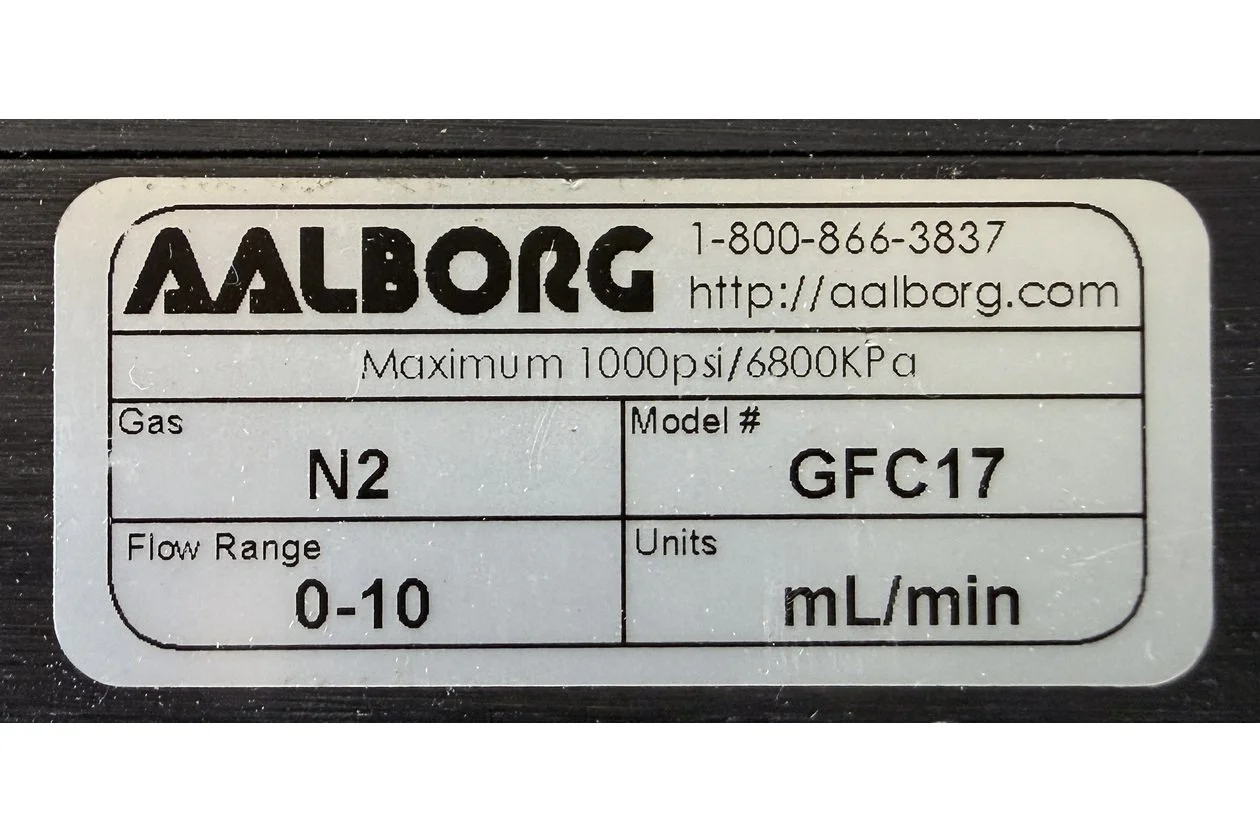 AALBORG
1-800-866-3837
http://aalborg.com
Maximum 1000psi/6800KPa
Gas
N2
Model #
GFC17
Flow Range
0-10
Units
mL/min